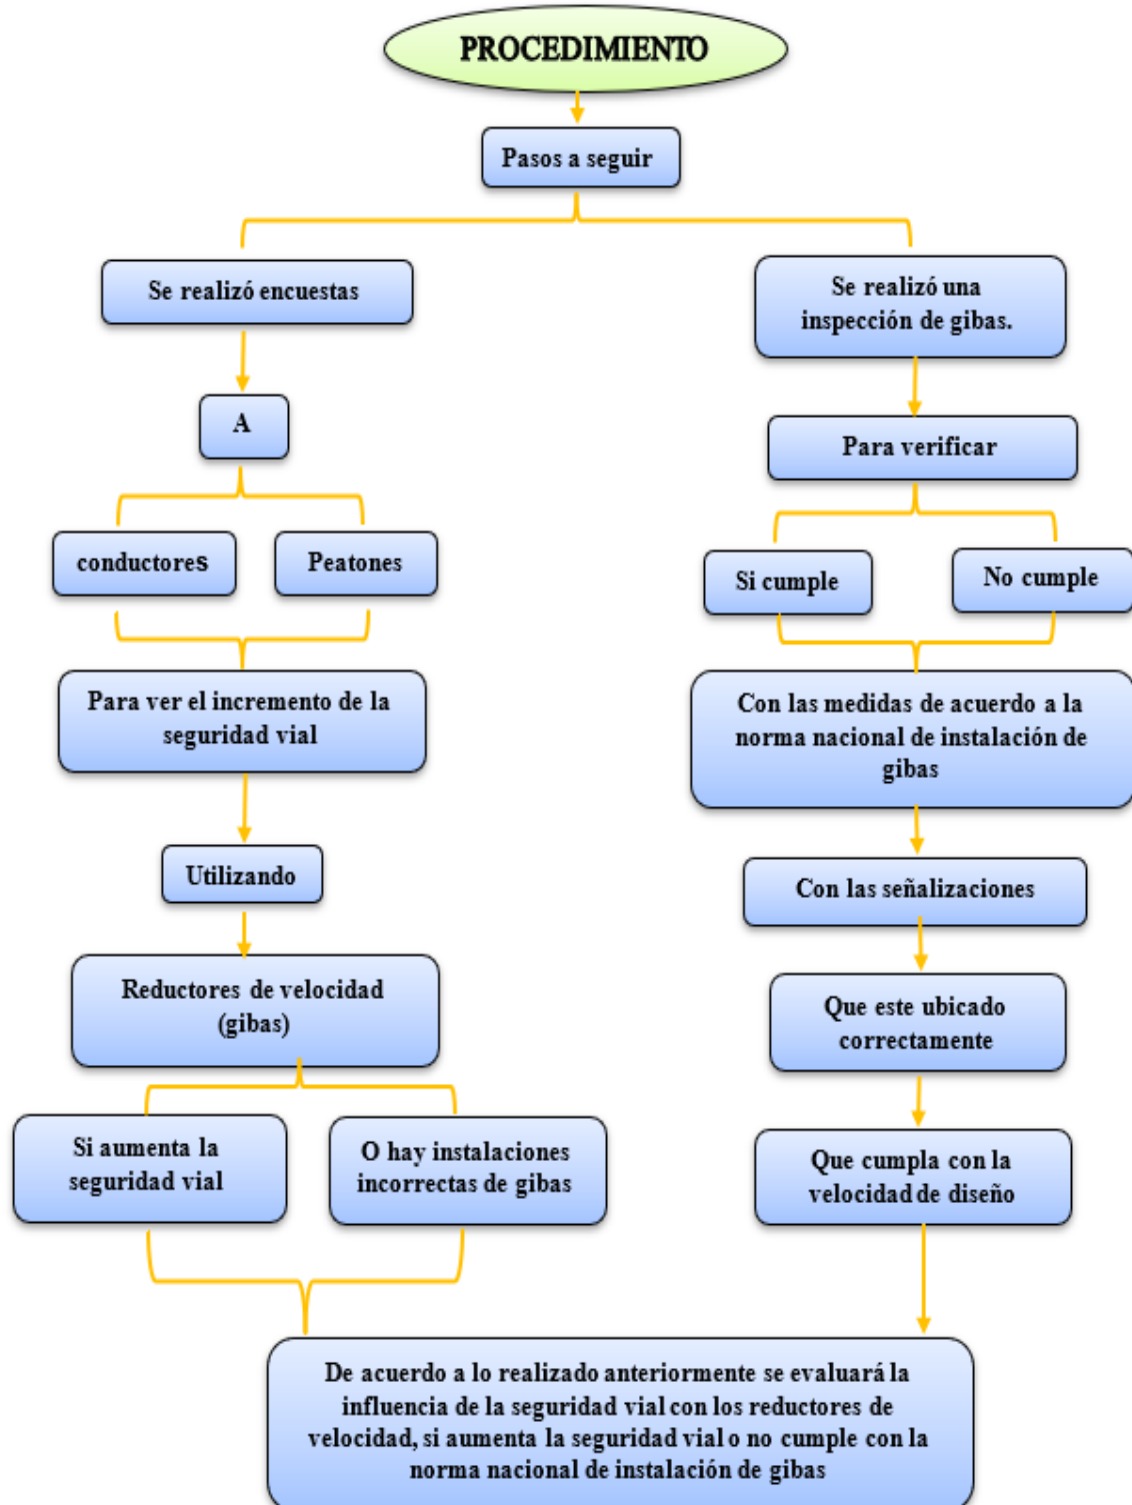 PROCEDIMIENTO
Pasos a seguir
Se realizó encuestas
A
conductores
Peatones
Para ver el incremento de la
seguridad vial
Utilizando
Reductores de velocidad
(gibas)
Si aumenta la
seguridad vial
O hay instalaciones
incorrectas de gibas
Se realizó una
inspección de gibas.
Para verificar
Si cumple
No cumple
Con las medidas de acuerdo a la
norma nacional de instalación de
gibas
Con las señalizaciones
Que este ubicado
correctamente
Que cumpla con la
velocidad de diseño
De acuerdo a lo realizado anteriormente se evaluará la
influencia de la seguridad vial con los reductores de
velocidad, si aumenta la seguridad vial o no cumple con la
norma nacional de instalación de gibas